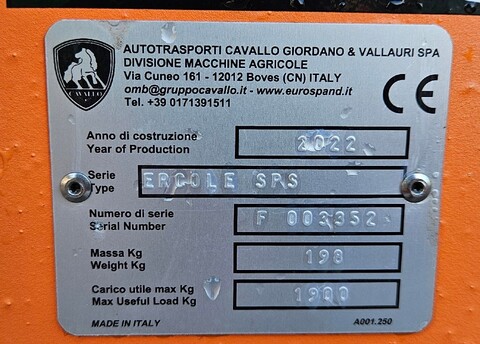 CAVALLO
AUTOTRASPORTI CAVALLO GIORDANO & VALLAURI SPA
DIVISIONE MACCHINE AGRICOLE
Via Cuneo 161 - 12012 Boves (CN) ITALY
omb@gruppocavallo.it - www.eurospand.it
Tel. +39 0171391511
CE
Anno di costruzione
Year of Production
2022
Serie
Type
ERCOLE SPS
Numero di serie
Serial Number
F 003352
Massa Kg
Weight Kg
198
Carico utile max Kg
Max Useful Load Kg
1900
MADE IN ITALY
A001.250